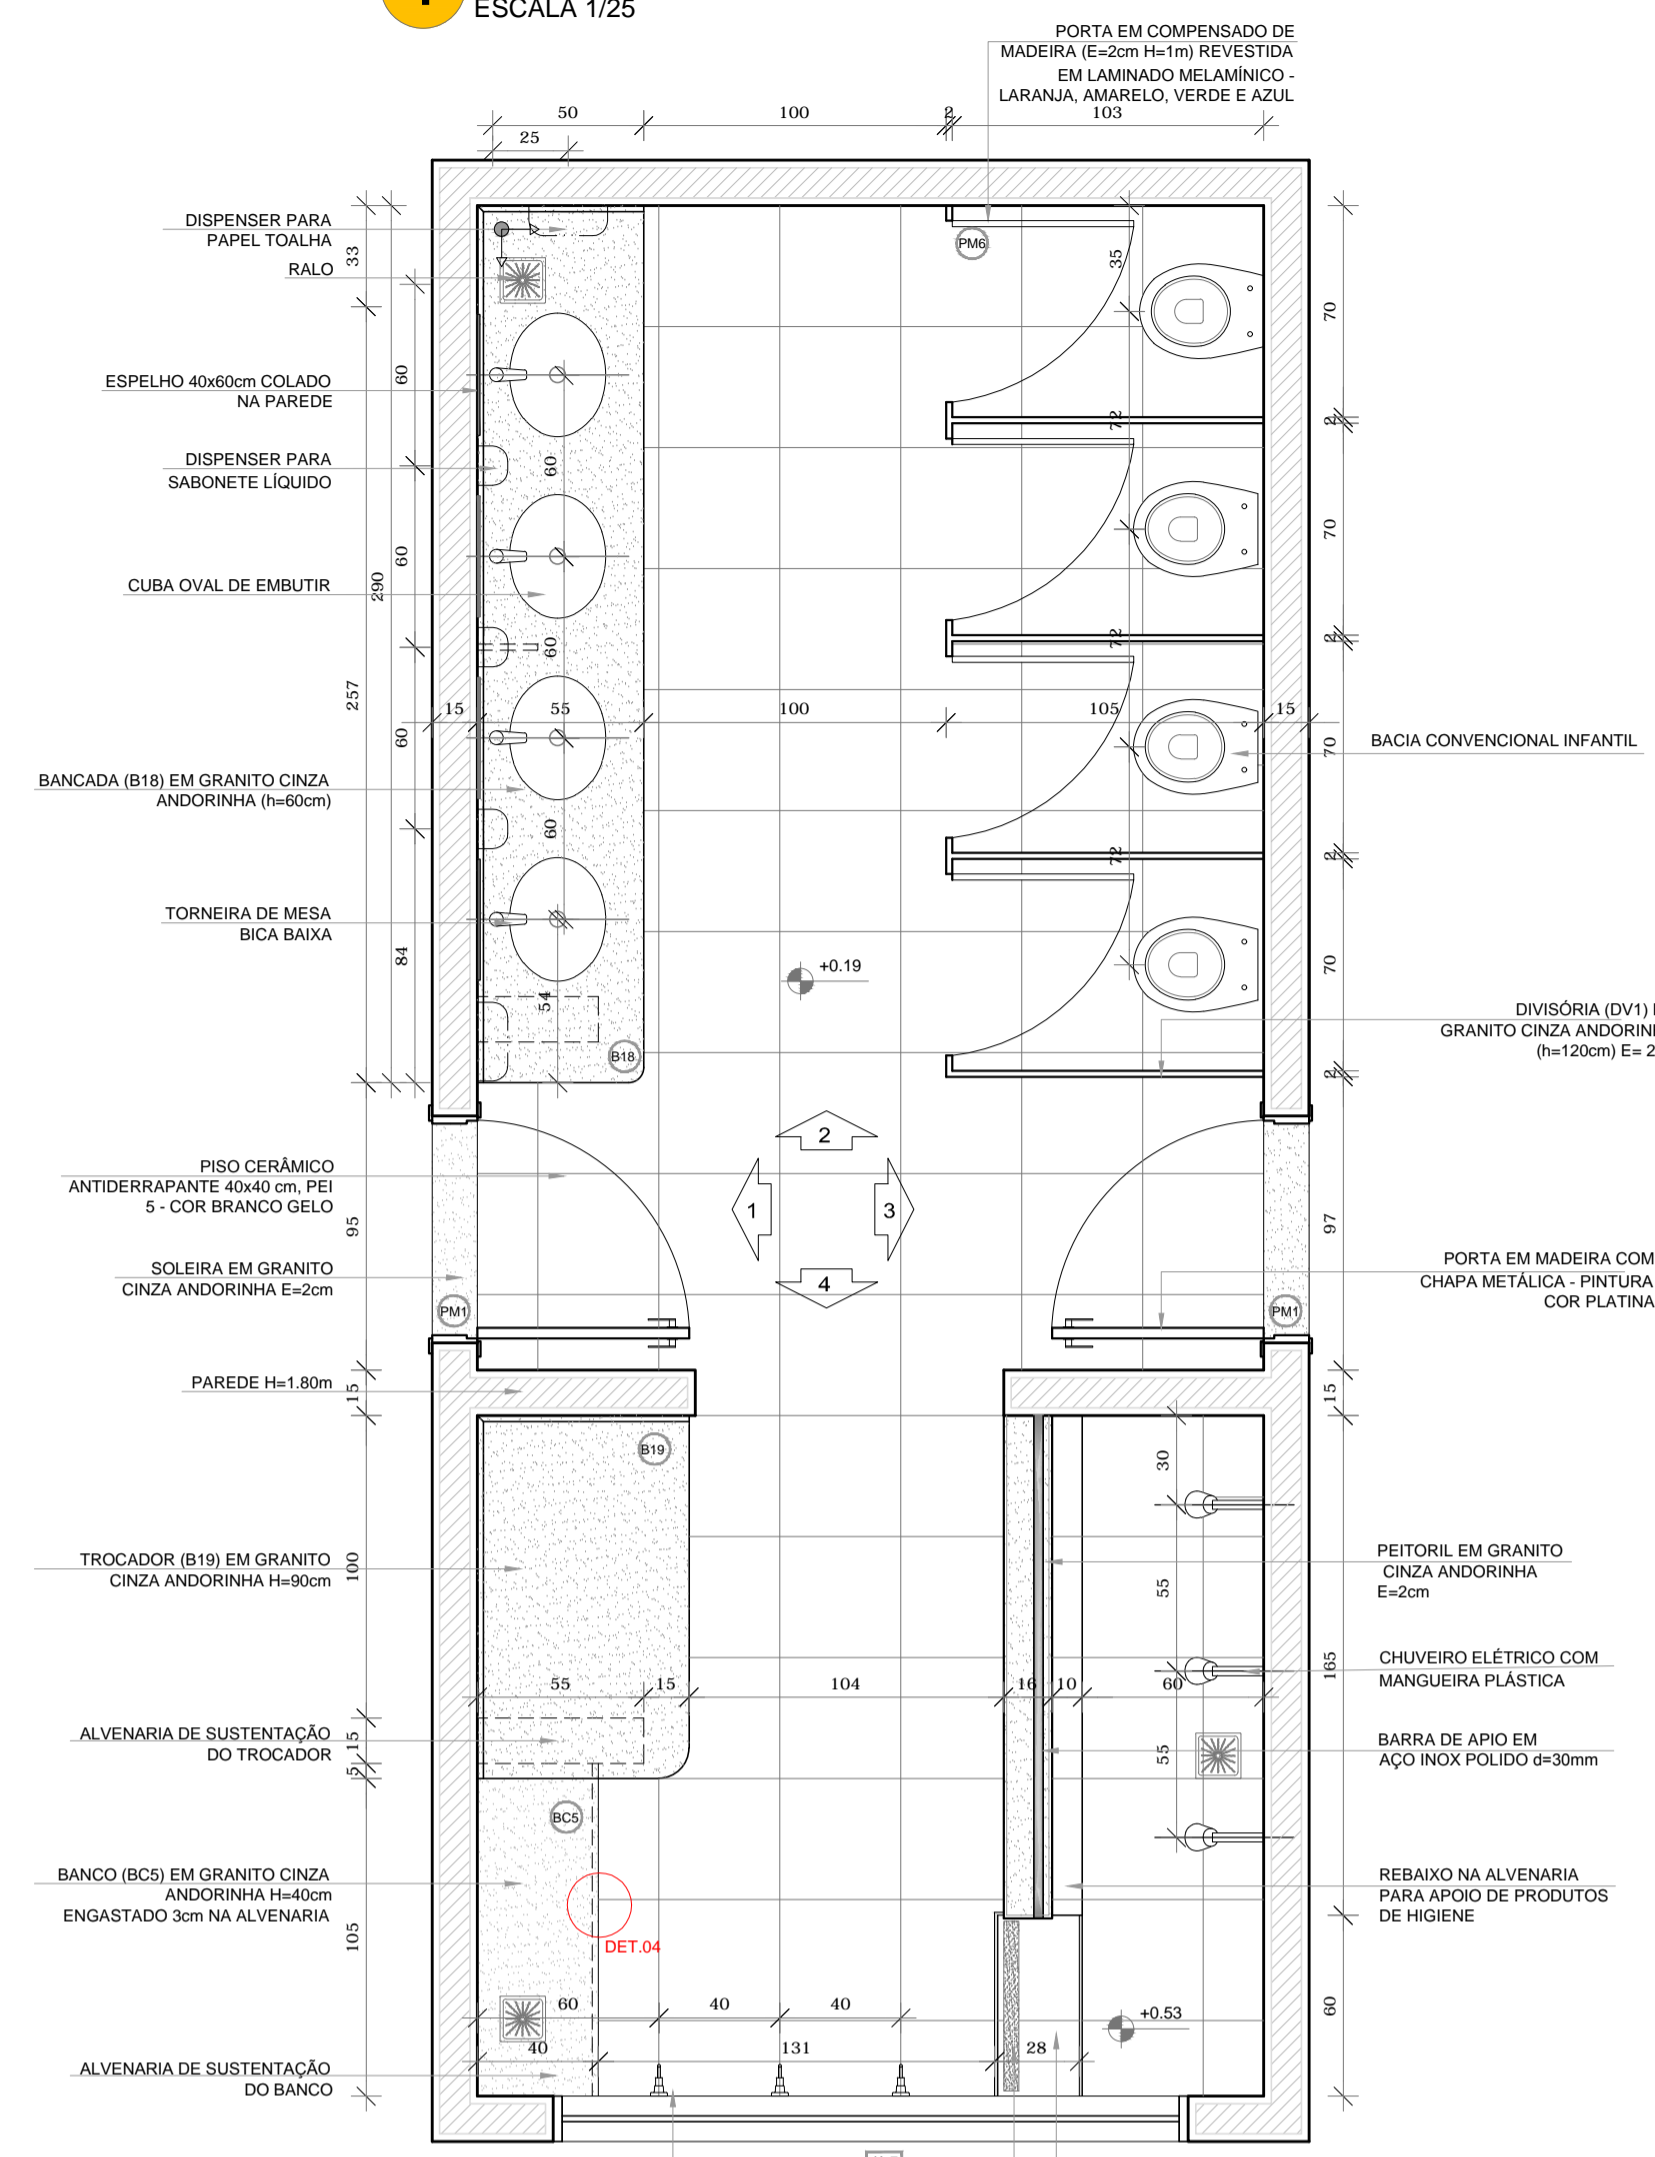 ESCALA 1/25
PORTA EM COMPENSADO DE
MADEIRA (E=2cm H=1m) REVESTIDA
EM LAMINADO MELAMÍNICO -
LARANJA, AMARELO, VERDE E AZUL
50
100
2
103
25
DISPENSER PARA
PAPEL TOALHA
RALO
33
PM6
35
70
ESPELHO 40x60cm COLADO
NA PAREDE
60
72
2
DISPENSER PARA
SABONETE LÍQUIDO
60
70
CUBA OVAL DE EMBUTIR
290
60
60
72
2
257
15
55
100
105
15
60
70
BACIA CONVENCIONAL INFANTIL
BANCADA (B18) EM GRANITO CINZA
ANDORINHA (h=60cm)
60
72
2
TORNEIRA DE MESA
BICA BAIXA
84
+0.19
70
54
B18
DIVISÓRIA (DV1)
GRANITO CINZA
(h=120cm) E=
2
2
1
3
4
PISO CERÂMICO
ANTIDERRAPANTE 40x40 cm, PEI
5 - COR BRANCO GELO
95
97
SOLEIRA EM GRANITO
CINZA ANDORINHA E=2cm
PORTA EM MADEIRA COM
CHAPA METÁLICA - PINTURA
COR PLATINA
PM1
PM1
PAREDE H=1.80m
15
15
B19
30
TROCADOR (B19) EM GRANITO
CINZA ANDORINHA H=90cm
100
55
PEITORIL EM GRANITO
CINZA ANDORINHA
E=2cm
CHUVEIRO ELÉTRICO COM
MANGUEIRA PLÁSTICA
165
55
15
104
16
10
60
ALVENARIA DE SUSTENTAÇÃO
DO TROCADOR
15
5
55
BARRA DE APIO EM
AÇO INOX POLIDO d=30mm
BC5
BANCO (BC5) EM GRANITO CINZA
ANDORINHA H=40cm
ENGASTADO 3cm NA ALVENARIA
105
DET.04
REBAIXO NA ALVENARIA
PARA APOIO DE PRODUTOS
DE HIGIENE
60
40
40
+0.53
60
40
131
28
ALVENARIA DE SUSTENTAÇÃO
DO BANCO